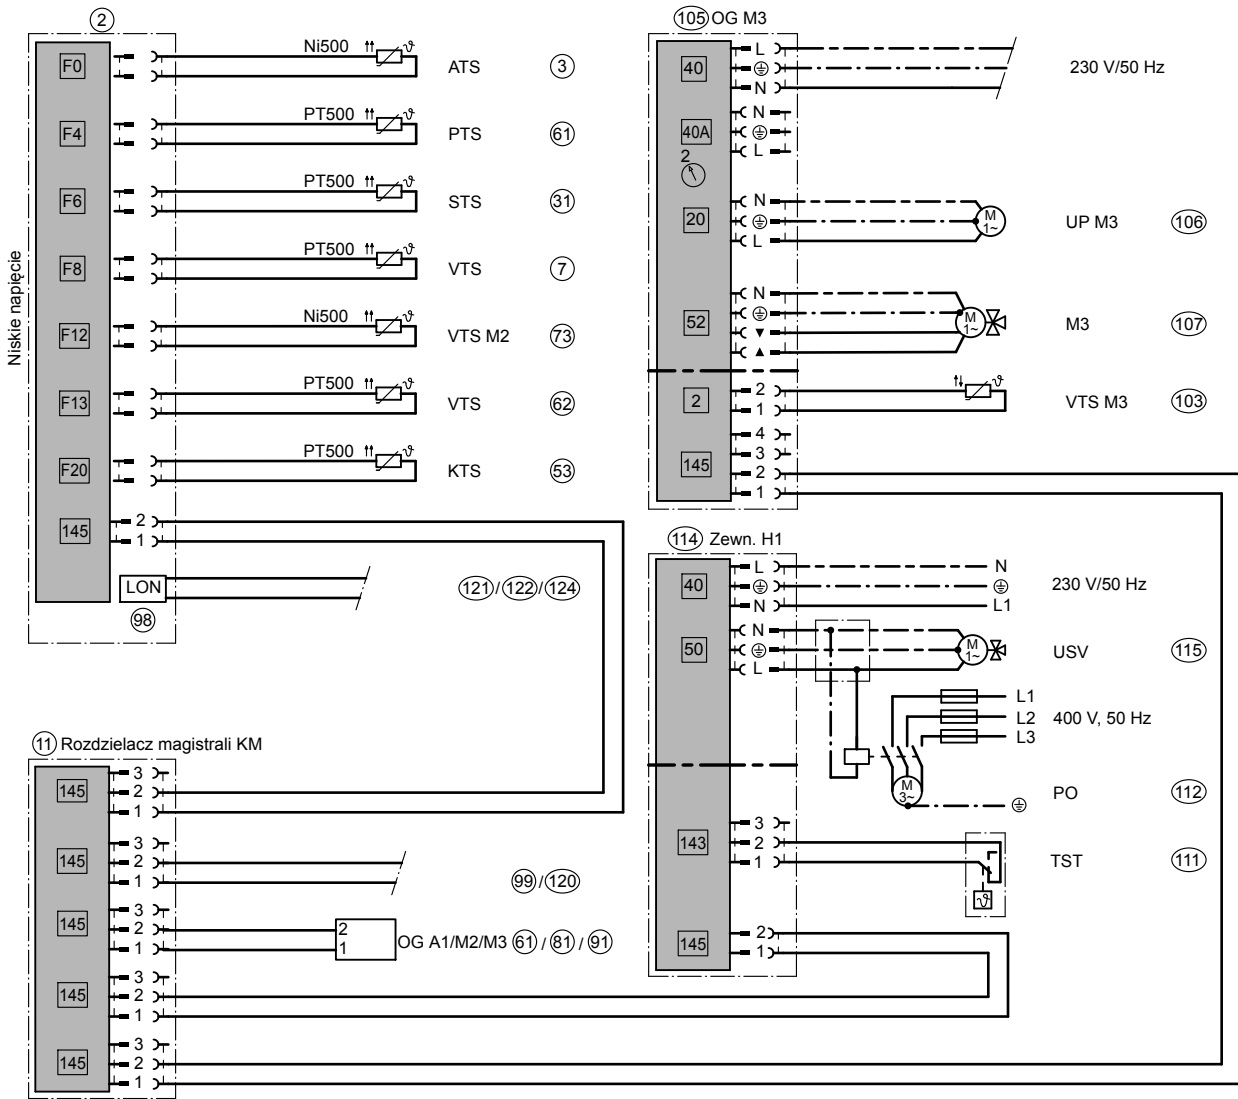 2
Niskie napięcie
F0 Ni500 ϑ ATS 3
F4 PT500 ϑ PTS 61
F6 PT500 ϑ STS 31
F8 PT500 ϑ VTS 7
F12 Ni500 ϑ VTS M2 73
F13 PT500 ϑ VTS 62
F20 PT500 ϑ KTS 53
145
2
1
LON 121/122/124
98
11 Rozdzielacz magistrali KM
145
3
2
1
145
3
2
1
99/120
145
3
2 2
1 1
OG A1/M2/M3 61 / 81 / 91
145
3
2
1
145
3
2
1
105 OG M3
40
L
N
230 V/50 Hz
40A
N
L
2
20
N
L
M
1~
UP M3 106
52
N
M
1~
M3 107
2
2
1
ϑ
VTS M3 103
145
4
3
2
1
114 Zewn. H1
40
L N
N L1
230 V/50 Hz
50
N
L
M
1~
USV 115
L1
L2 400 V, 50 Hz
L3
M
3~
PO 112
143
3
2
1
ϑ
TST 111
145
2
1